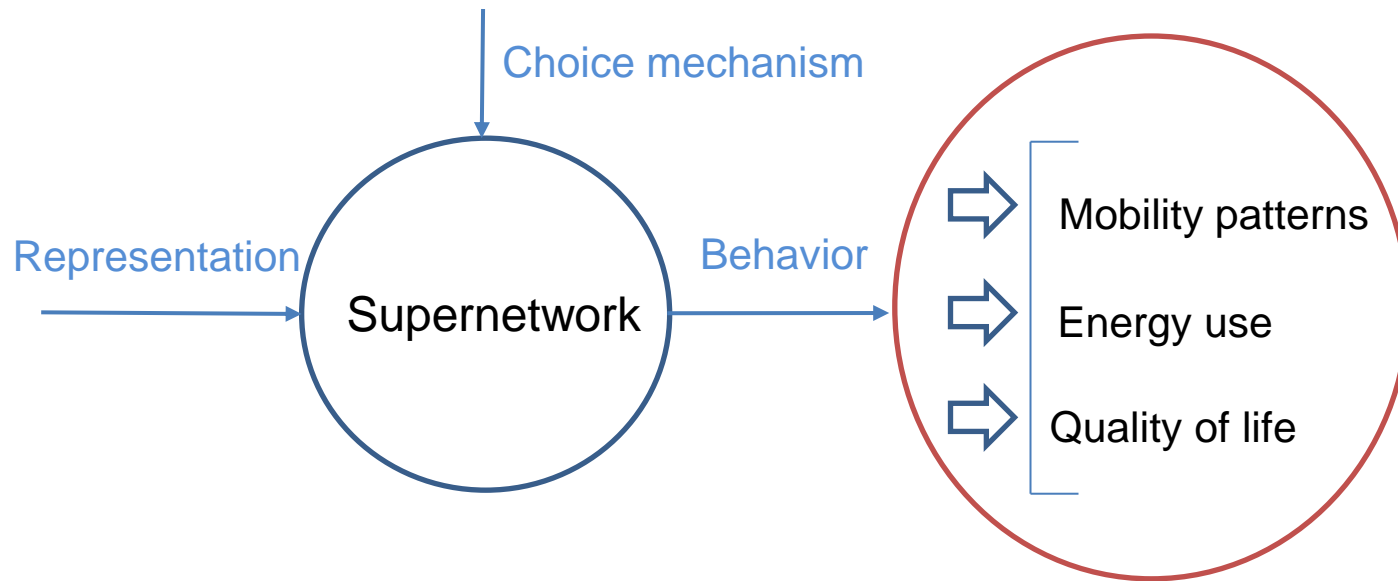 Choice mechanism
Representation
Supernetwork
Behavior
Mobility patterns
Energy use
Quality of life